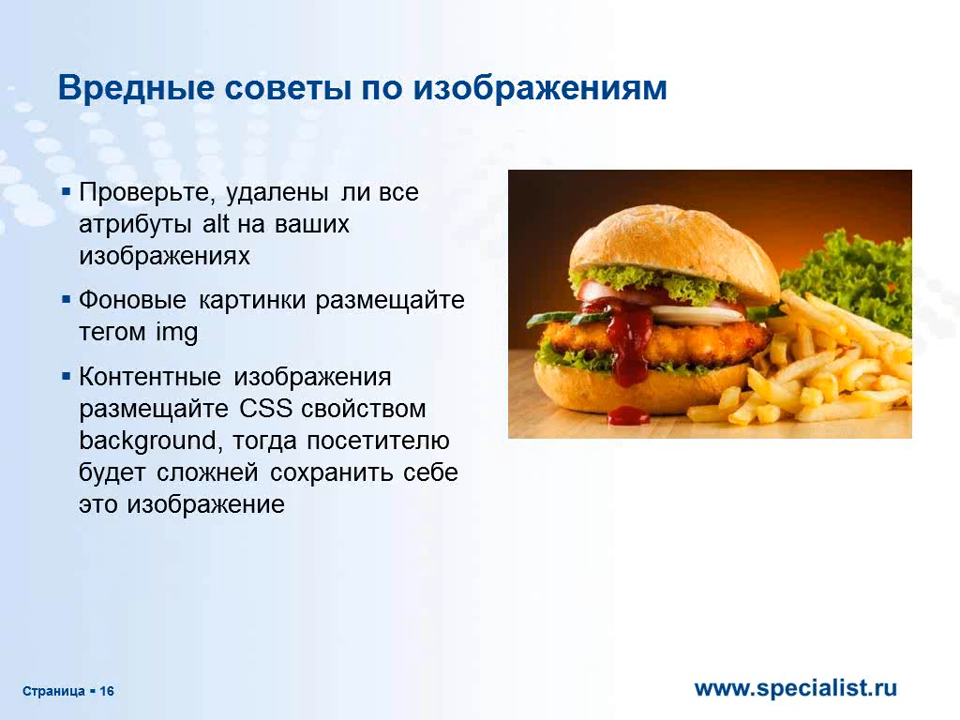 Вредные советы по изображениям
▪ Проверьте, удалены ли все
атрибуты alt на ваших
изображениях
▪ Фоновые картинки размещайте
тегом img
▪ Контентные изображения
размещайте CSS свойством
background, тогда посетителю
будет сложней сохранить себе
это изображение
Страница ▪ 16
www.specialist.ru